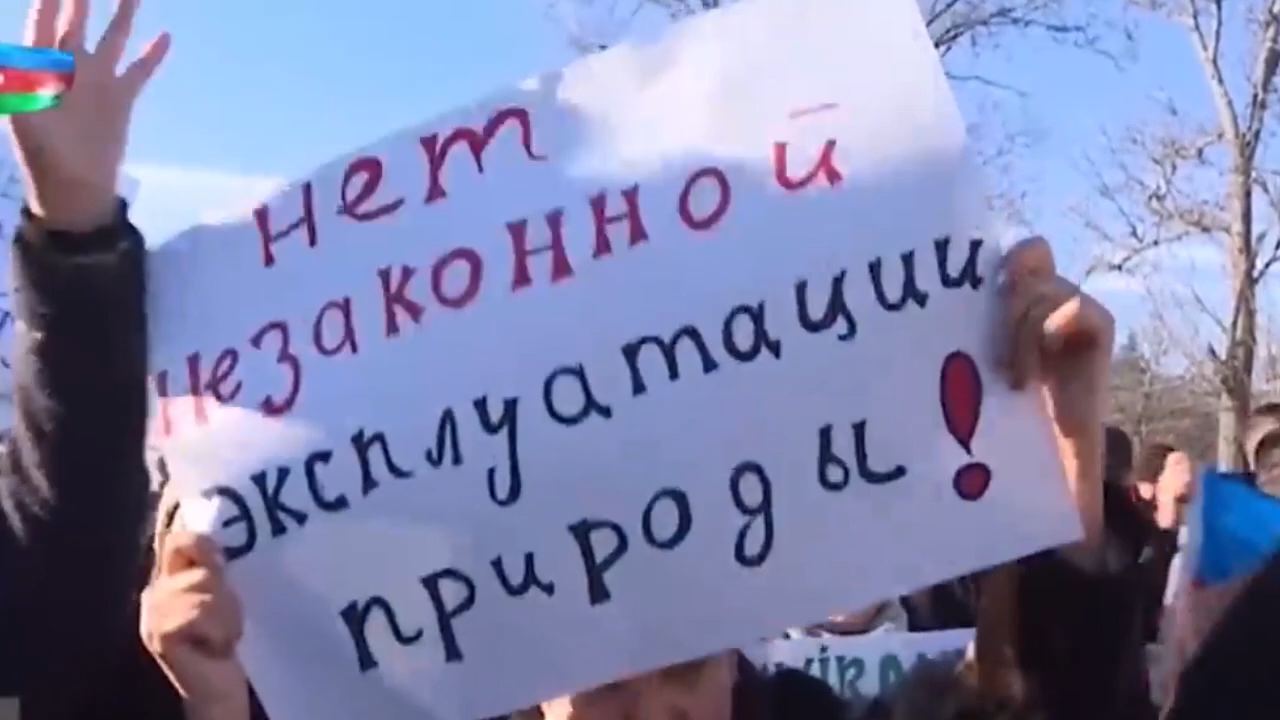 нет
незаконной
эксплуатации
природы!